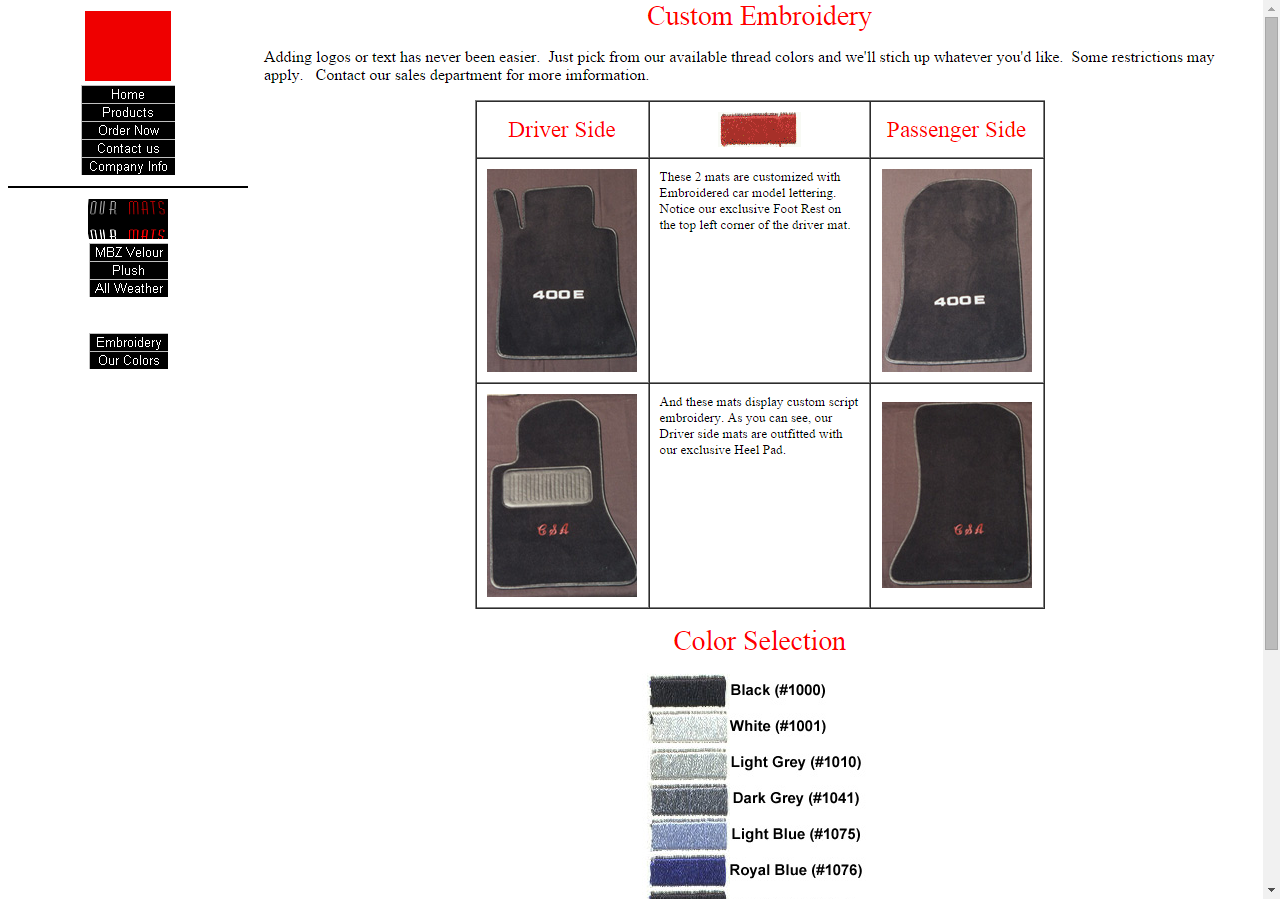 Home
Products
Order Now
Contact us
Company Info
OUR MATS
OUR MATS
MBZ Velour
Plush
All Weather
Embroidery
Our Colors
Custom Embroidery
Adding logos or text has never been easier.  Just pick from our available thread colors and we'll stich up whatever you'd like.  Some restrictions may
apply.   Contact our sales department for more imformation.
Driver Side
Passenger Side
400E
These 2 mats are customized with
Embroidered car model lettering.
Notice our exclusive Foot Rest on
the top left corner of the driver mat.
400E
CSA
And these mats display custom script
embroidery. As you can see, our
Driver side mats are outfitted with
our exclusive Heel Pad.
CSA
Color Selection
Black (#1000)
White (#1001)
Light Grey (#1010)
Dark Grey (#1041)
Light Blue (#1075)
Royal Blue (#1076)